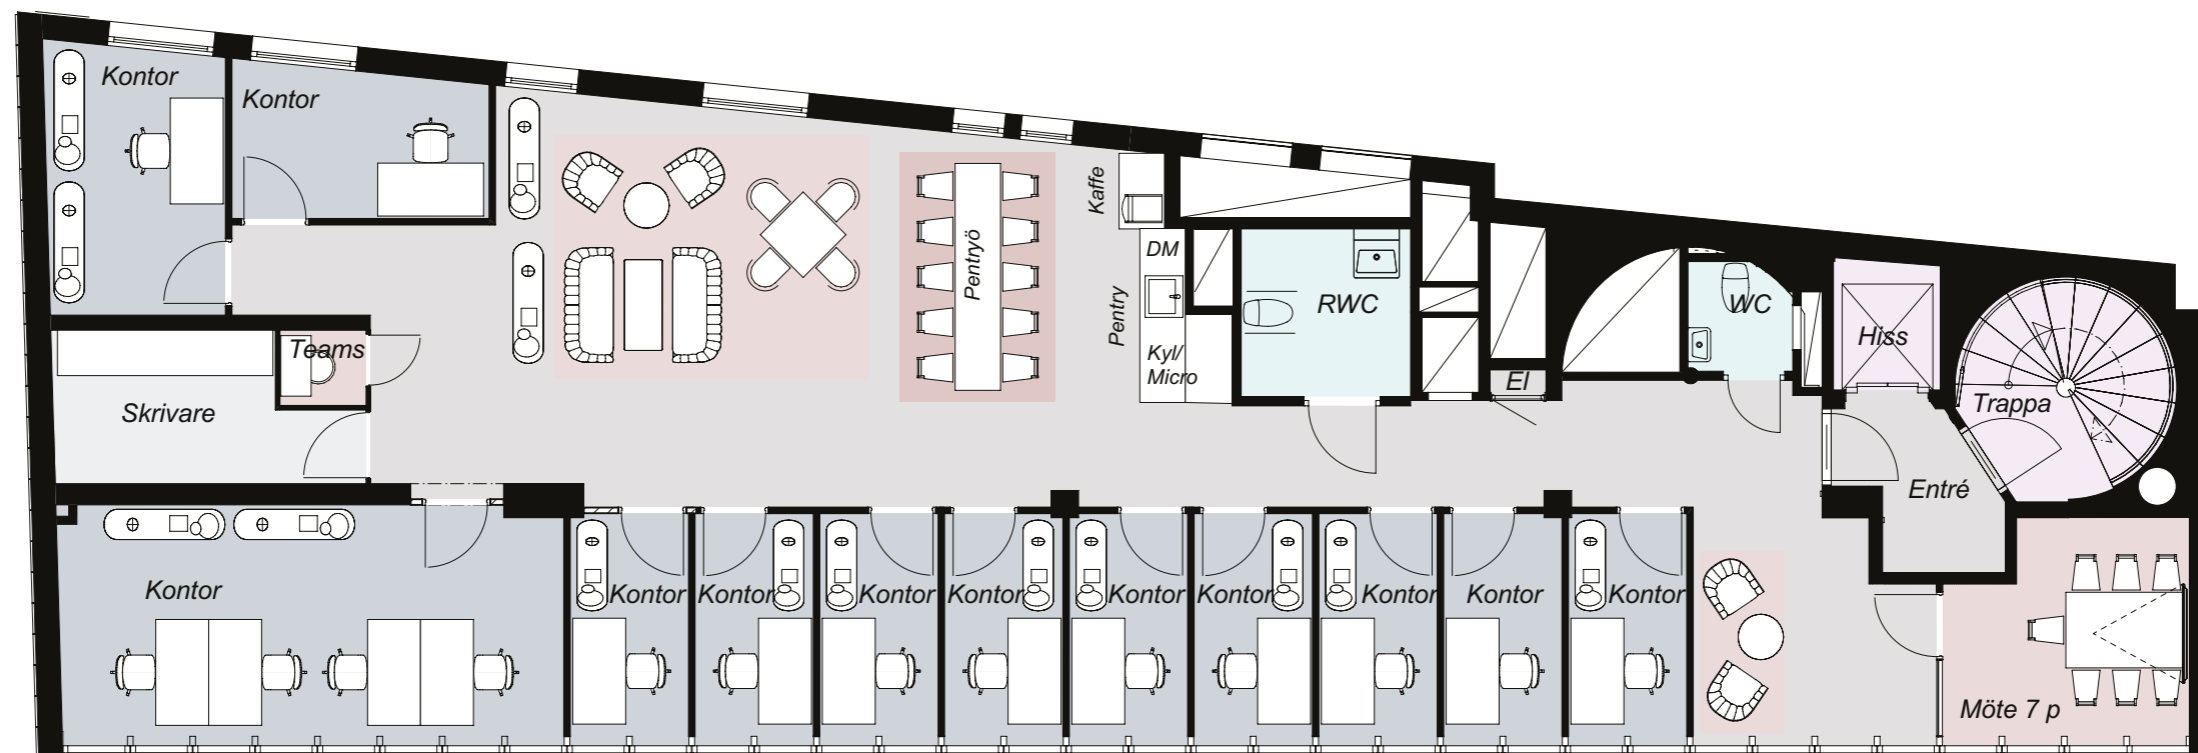 Kontor
Kontor
Kaffe
Pentryö
DM
Pentry
Kyl/
Micro
RWC
WC
Hiss
Teams
El
Trappa
Skrivare
Entré
Kontor
Kontor
Kontor
Kontor
Kontor
Kontor
Kontor
Kontor
Kontor
Kontor
Möte 7 p